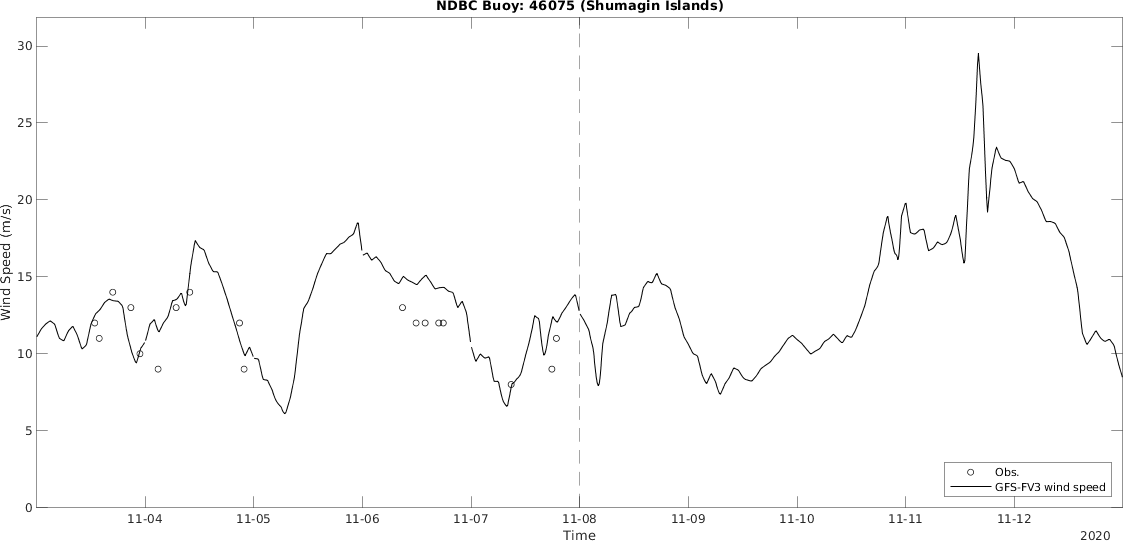 NDBC Buoy: 46075 (Shumagin Islands)
30
25
20
15
10
5
0
Wind Speed (m/s)
Obs.
GFS-FV3 wind speed
11-04 11-05 11-06 11-07 11-08 11-09 11-10 11-11 11-12
Time
2020